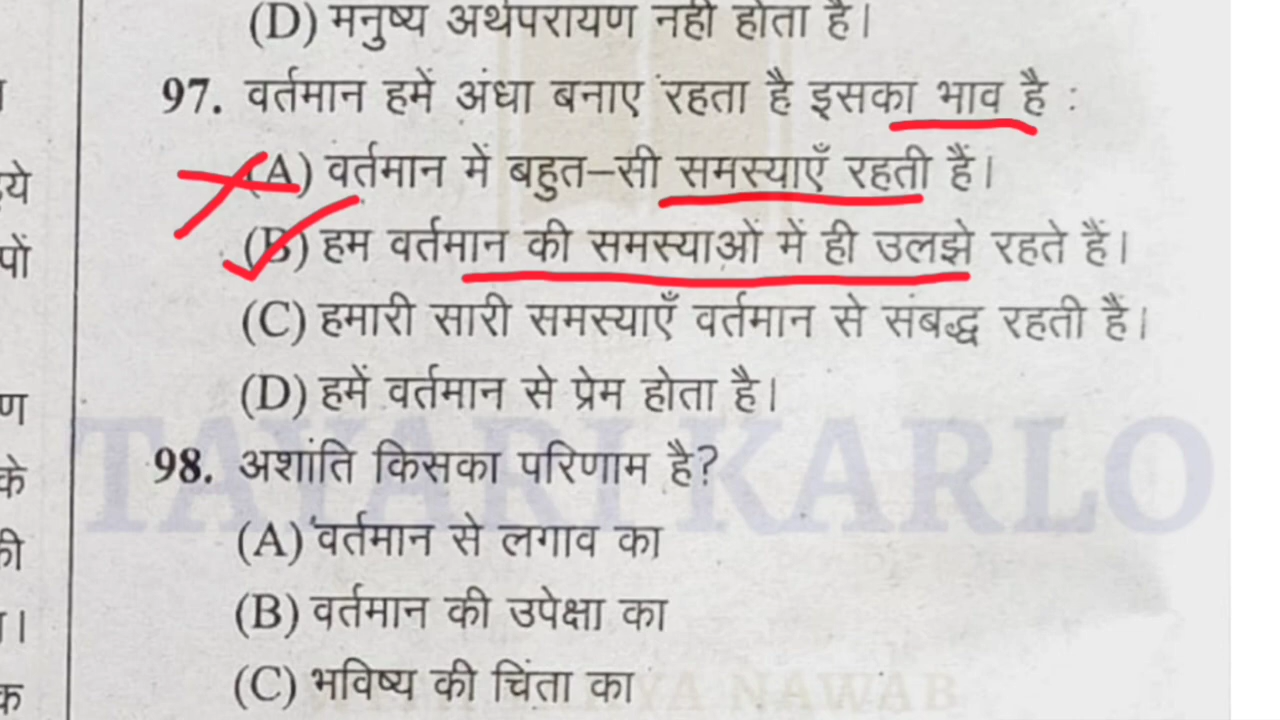 (D) मनुष्य अर्थपरायण नहीं होता है।
97. वर्तमान हमें अंधा बनाए रहता है इसका भाव है :
(A) वर्तमान में बहुत-सी समस्याएँ रहती हैं।
(B) हम वर्तमान की समस्याओं में ही उलझे रहते हैं।
(C) हमारी सारी समस्याएँ वर्तमान से संबद्ध रहती हैं।
(D) हमें वर्तमान से प्रेम होता है।
TAYARI KARLO
98. अशांति किसका परिणाम है?
(A) वर्तमान से लगाव का
(B) वर्तमान की उपेक्षा का
(C) भविष्य की चिंता का
NAWAB